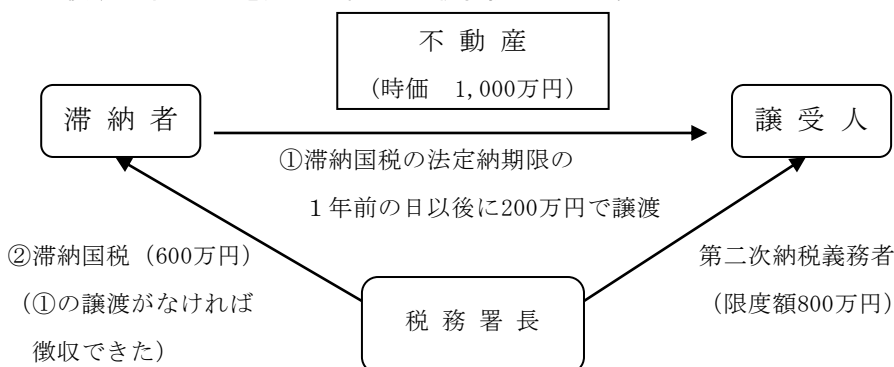 不 動 産
(時価 1,000万円)
滞 納 者
譲 受 人
①滞納国税の法定納期限の
１年前の日以後に200万円で譲渡
②滞納国税（600万円）
（①の譲渡がなければ
徴収できた）
第二次納税義務者
(限度額800万円)
税 務 署 長